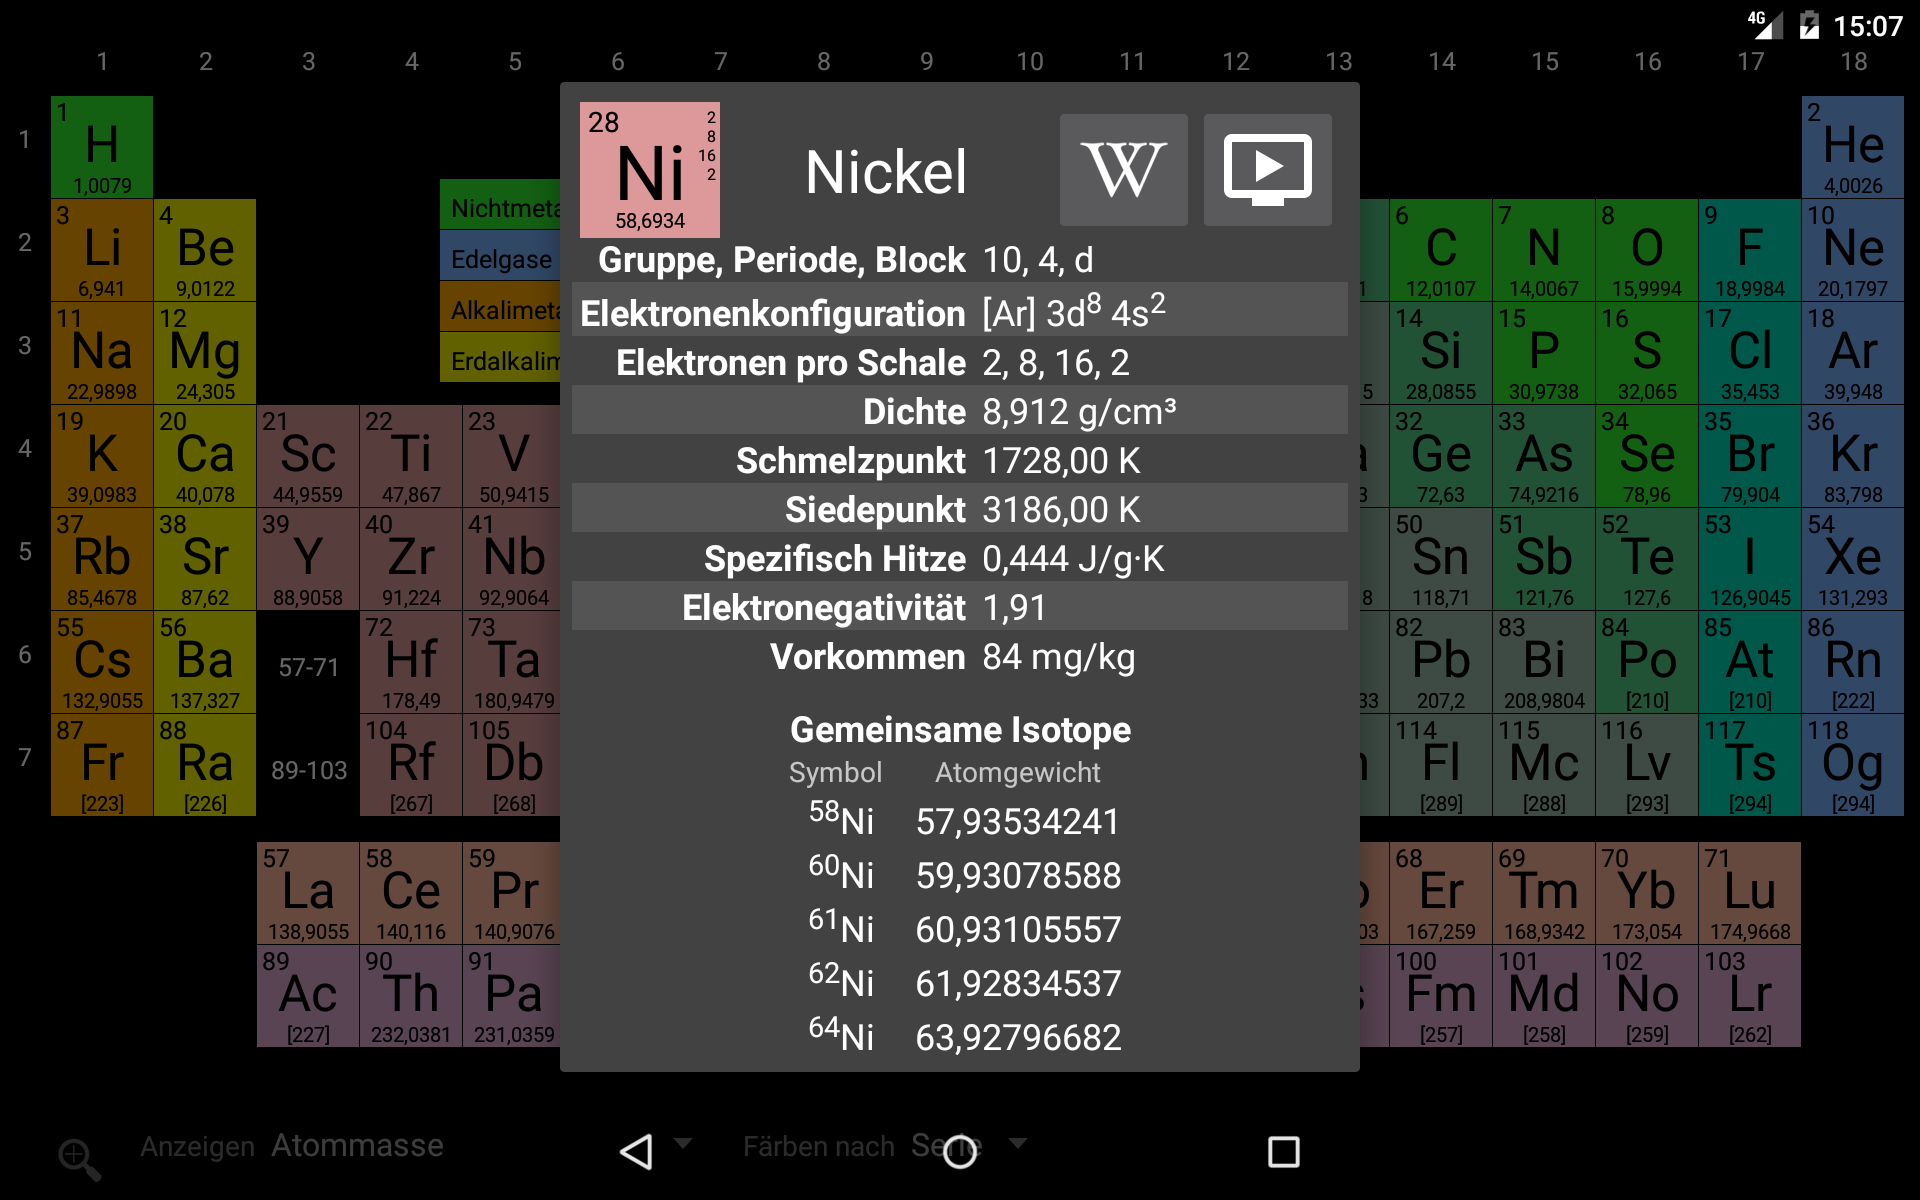 4G 15:07
1 2 3 4 5 6 7 8 9 10 11 12 13 14 15 16 17 18
1
1 H 1,0079
2 He 4,0026
2
3 Li 6,941
4 Be 9,0122
6 C 12,0107
7 N 14,0067
8 O 15,9994
9 F 18,9984
10 Ne 20,1797
3
11 Na 22,9898
12 Mg 24,305
14 Si 28,0855
15 P 30,9738
16 S 32,065
17 Cl 35,453
18 Ar 39,948
4
19 K 39,0983
20 Ca 40,078
21 Sc 44,9559
22 Ti 47,867
23 V 50,9415
32 Ge 72,63
33 As 74,9216
34 Se 78,96
35 Br 79,904
36 Kr 83,798
5
37 Rb 85,4678
38 Sr 87,62
39 Y 88,9058
40 Zr 91,224
41 Nb 92,9064
50 Sn 118,71
51 Sb 121,76
52 Te 127,6
53 I 126,9045
54 Xe 131,293
6
55 Cs 132,9055
56 Ba 137,327
57-71
72 Hf 178,49
73 Ta 180,9479
82 Pb 207,2
83 Bi 208,9804
84 Po [210]
85 At [210]
86 Rn [222]
7
87 Fr [223]
88 Ra [226]
89-103
104 Rf [267]
105 Db [268]
114 Fl [289]
115 Mc [288]
116 Lv [293]
117 Ts [294]
118 Og [294]
57 La 138,9055
58 Ce 140,116
59 Pr 140,9076
68 Er 167,259
69 Tm 168,9342
70 Yb 173,054
71 Lu 174,9668
89 Ac [227]
90 Th 232,0381
91 Pa 231,0359
100 Fm [257]
101 Md [258]
102 No [259]
103 Lr [262]
Nichtmeta
Edelgase
Alkalimeta
Erdalkalim
28 Ni 58,6934
2
8
16
2
Nickel
W
Gruppe, Periode, Block 10, 4, d
Elektronenkonfiguration [Ar] 3d⁸ 4s²
Elektronen pro Schale 2, 8, 16, 2
Dichte 8,912 g/cm³
Schmelzpunkt 1728,00 K
Siedepunkt 3186,00 K
Spezifisch Hitze 0,444 J/g·K
Elektronegativität 1,91
Vorkommen 84 mg/kg
Gemeinsame Isotope
Symbol Atomgewicht
⁵⁸Ni 57,93534241
⁶⁰Ni 59,93078588
⁶¹Ni 60,93105557
⁶²Ni 61,92834537
⁶⁴Ni 63,92796682
Anzeigen Atommasse Färben nach Serie